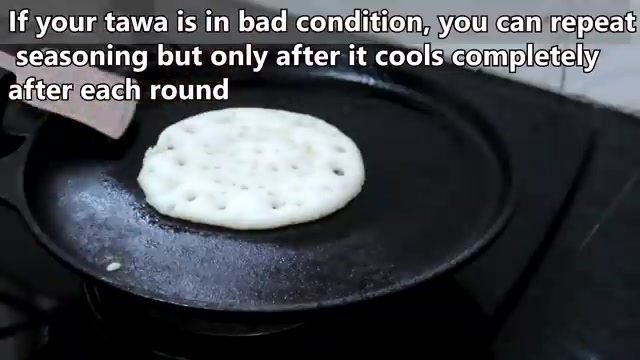 If your tawa is in bad condition, you can repeat
seasoning but only after it cools completely
after each round